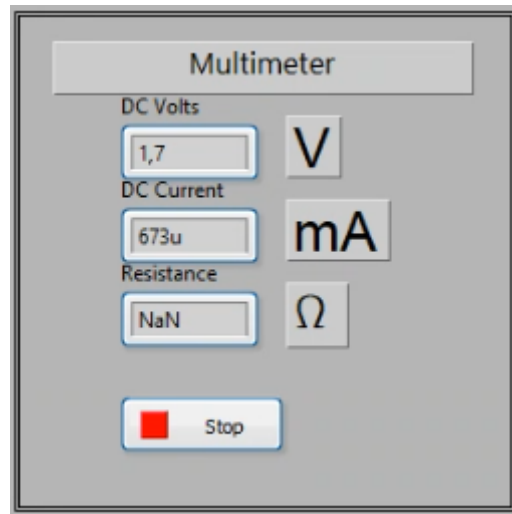 Multimeter
DC Volts
1,7
V
DC Current
673u
mA
Resistance
NaN
Ω
Stop